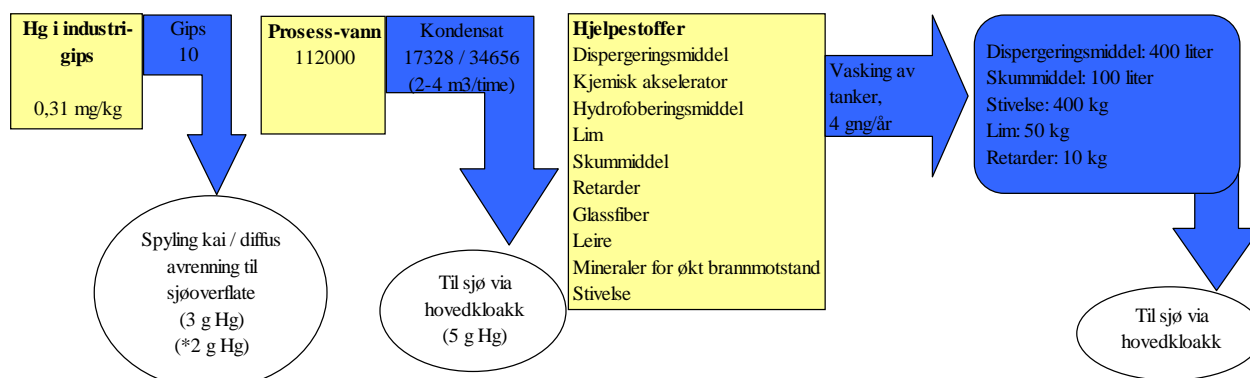 Hg i industri-
gips
0,31 mg/kg
Gips
10
Spyling kai / diffus
avrenning til
sjøoverflate
(3 g Hg)
(*2 g Hg)
Prosess-vann
112000
Kondensat
17328 / 34656
(2-4 m3/time)
Til sjø via
hovedkloakk
(5 g Hg)
Hjelpestoffer
Dispergeringsmiddel
Kjemisk akselerator
Hydrofoberingsmiddel
Lim
Skummiddel
Retarder
Glassfiber
Leire
Mineraler for økt brannmotstand
Stivelse
Vasking av
tanker,
4 gng/år
Dispergeringsmiddel: 400 liter
Skummiddel: 100 liter
Stivelse: 400 kg
Lim: 50 kg
Retarder: 10 kg
Til sjø via
hovedkloakk